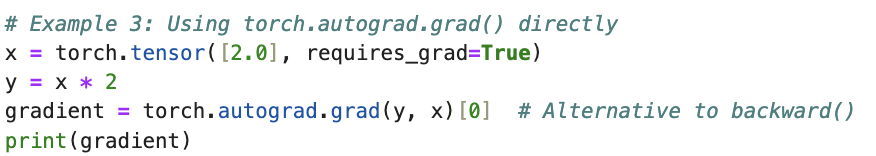 # Example 3: Using torch.autograd.grad() directly
x = torch.tensor([2.0], requires_grad=True)
y = x * 2
gradient = torch.autograd.grad(y, x)[0]  # Alternative to backward()
print(gradient)